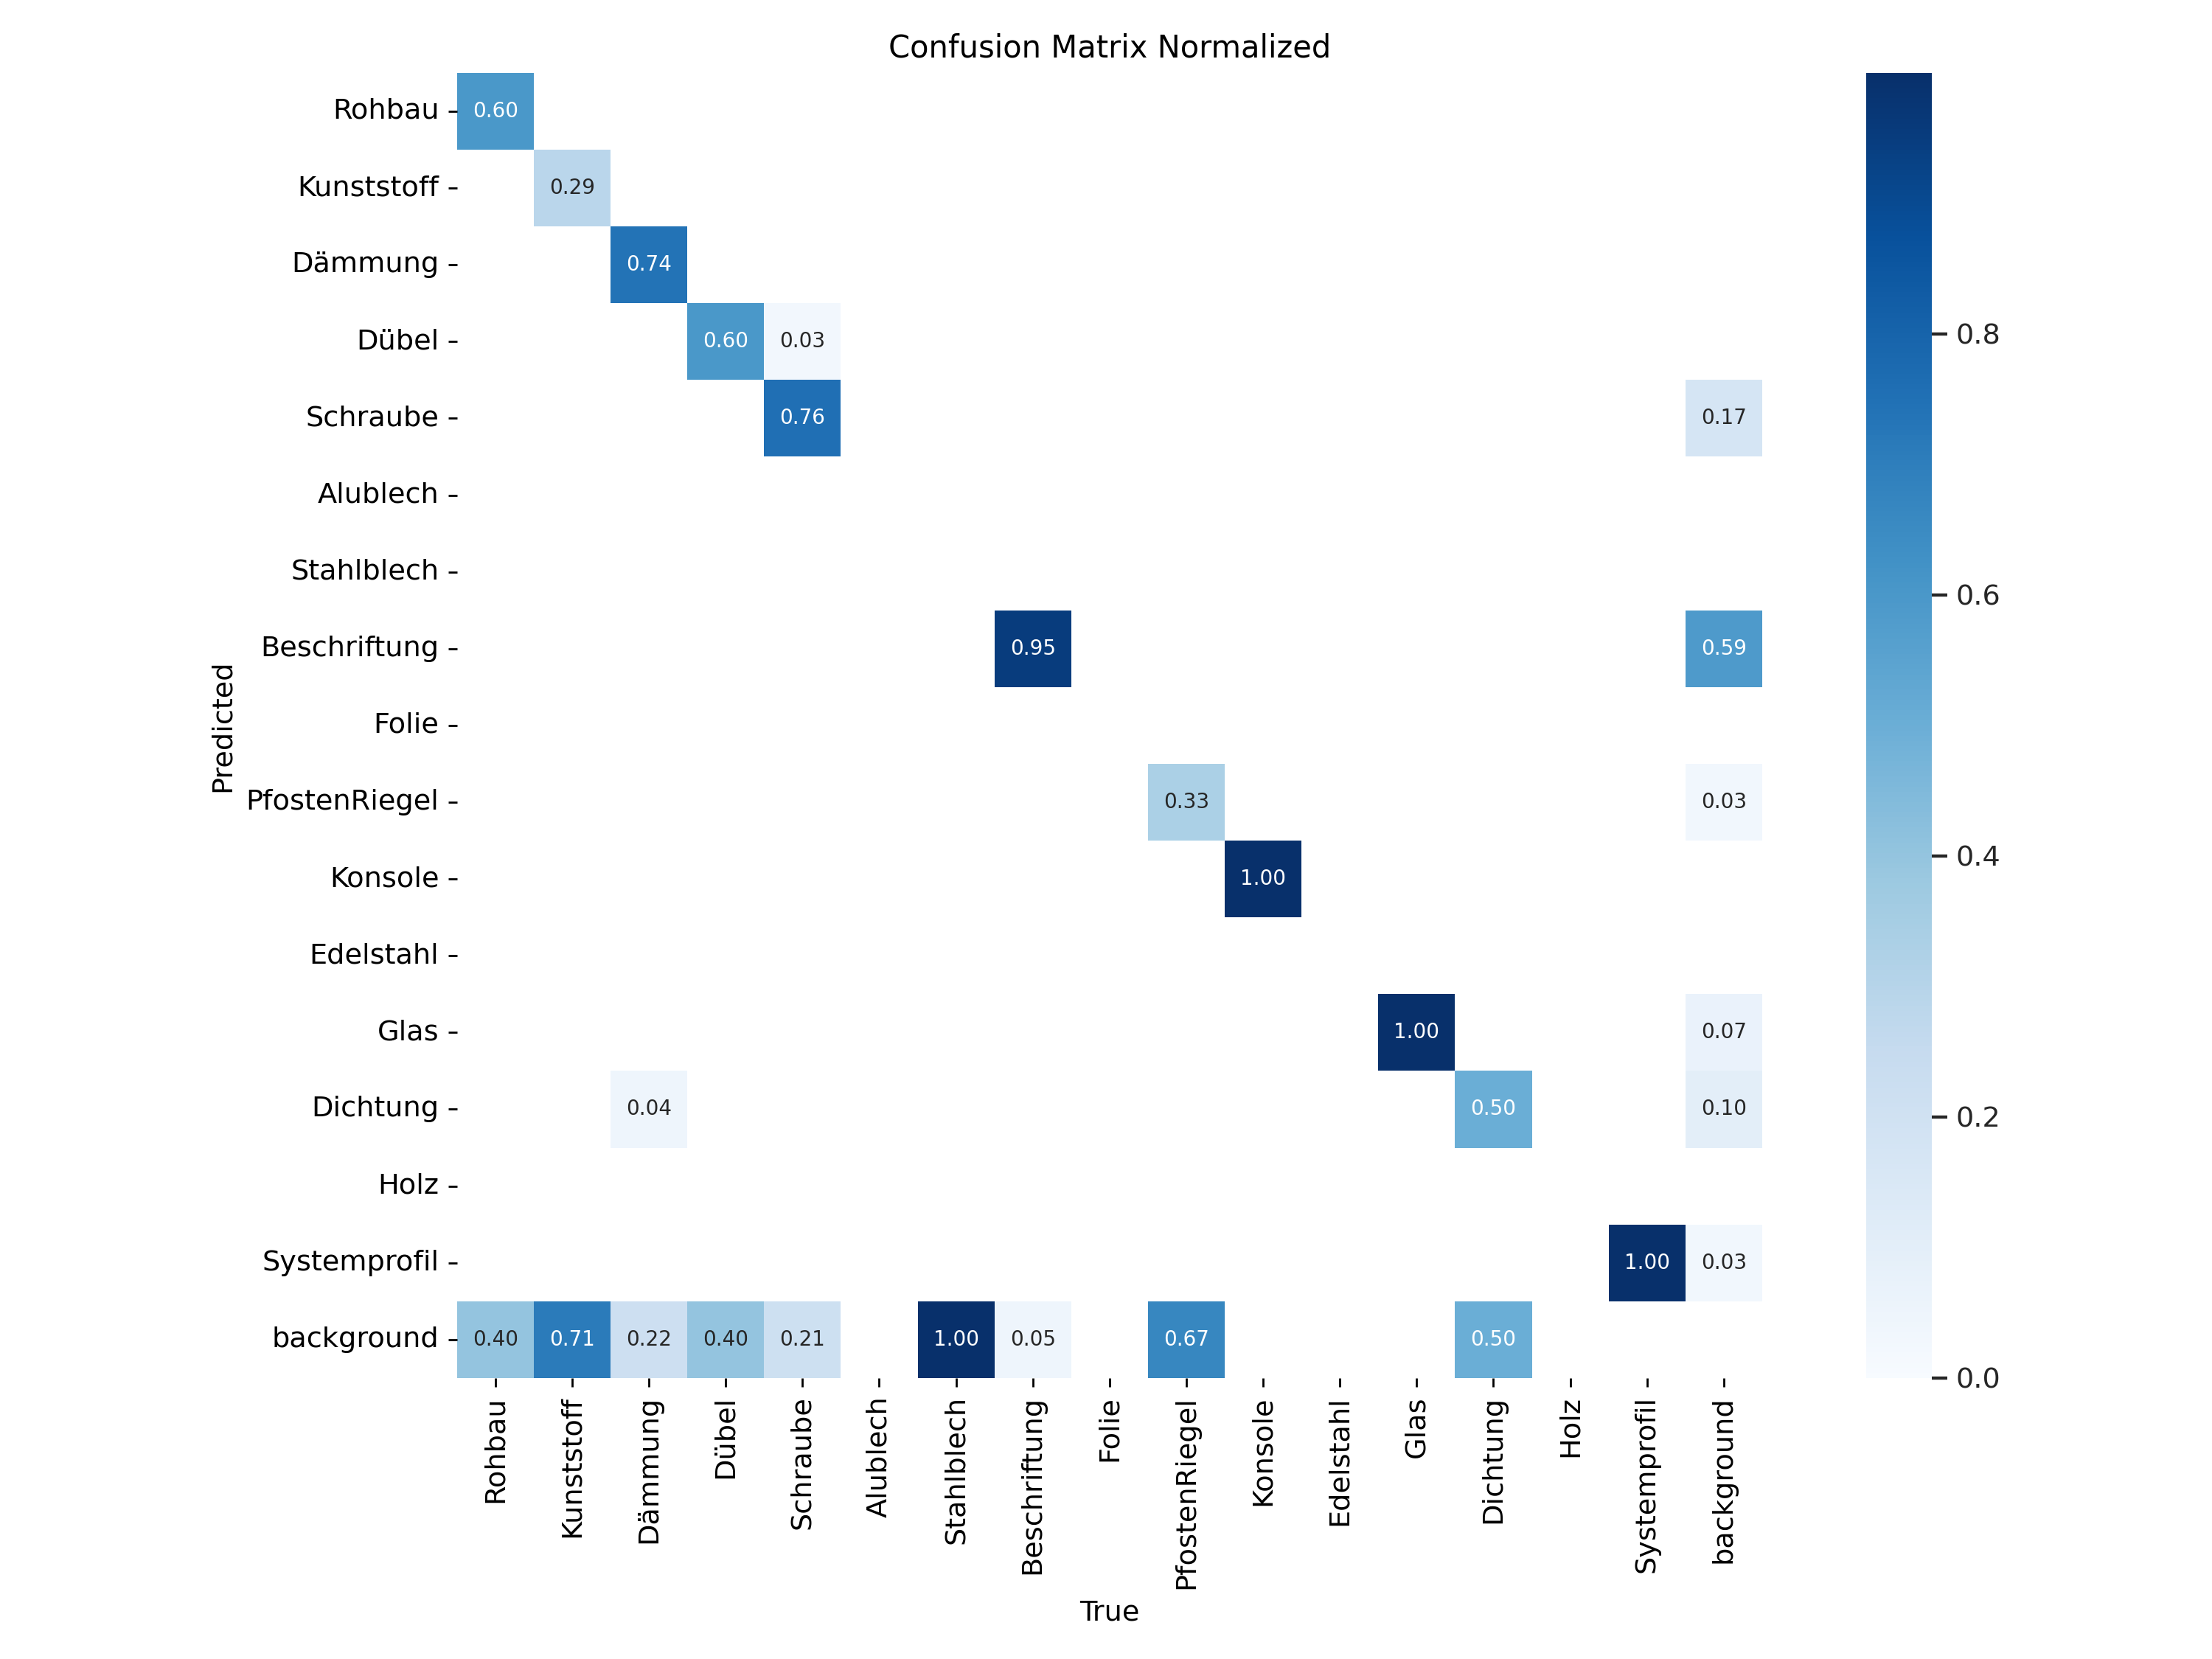 Confusion Matrix Normalized
Rohbau
0.60
Kunststoff
0.29
Dämmung
0.74
Dübel
0.60 0.03
0.8
Schraube
0.76 0.17
Alublech
Stahlblech
0.6
Beschriftung
0.95 0.59
Folie
Predicted
PfostenRiegel
0.33 0.03
0.4
Konsole
1.00
Edelstahl
Glas
1.00 0.07
Dichtung
0.04 0.50 0.10
0.2
Holz
Systemprofil
1.00 0.03
background
0.40 0.71 0.22 0.40 0.21 1.00 0.05 0.67 0.50
0.0
Rohbau
Kunststoff
Dämmung
Dübel
Schraube
Alublech
Stahlblech
Beschriftung
Folie
PfostenRiegel
Konsole
Edelstahl
Glas
Dichtung
Holz
Systemprofil
background
True